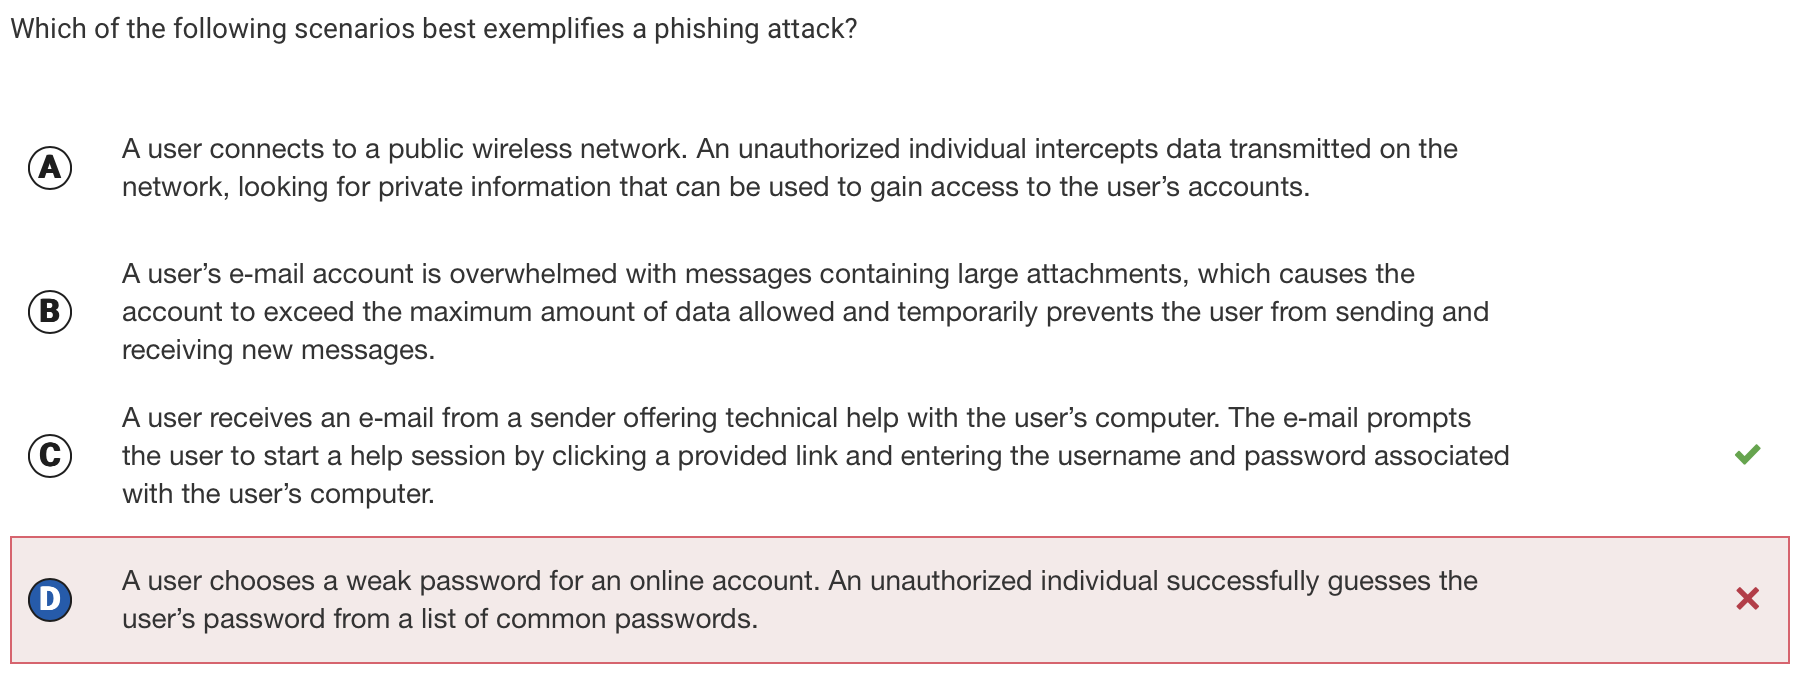 Which of the following scenarios best exemplifies a phishing attack?
A
A user connects to a public wireless network. An unauthorized individual intercepts data transmitted on the
network, looking for private information that can be used to gain access to the user’s accounts.
B
A user’s e-mail account is overwhelmed with messages containing large attachments, which causes the
account to exceed the maximum amount of data allowed and temporarily prevents the user from sending and
receiving new messages.
C
A user receives an e-mail from a sender offering technical help with the user’s computer. The e-mail prompts
the user to start a help session by clicking a provided link and entering the username and password associated
with the user’s computer.
D
A user chooses a weak password for an online account. An unauthorized individual successfully guesses the
user’s password from a list of common passwords.